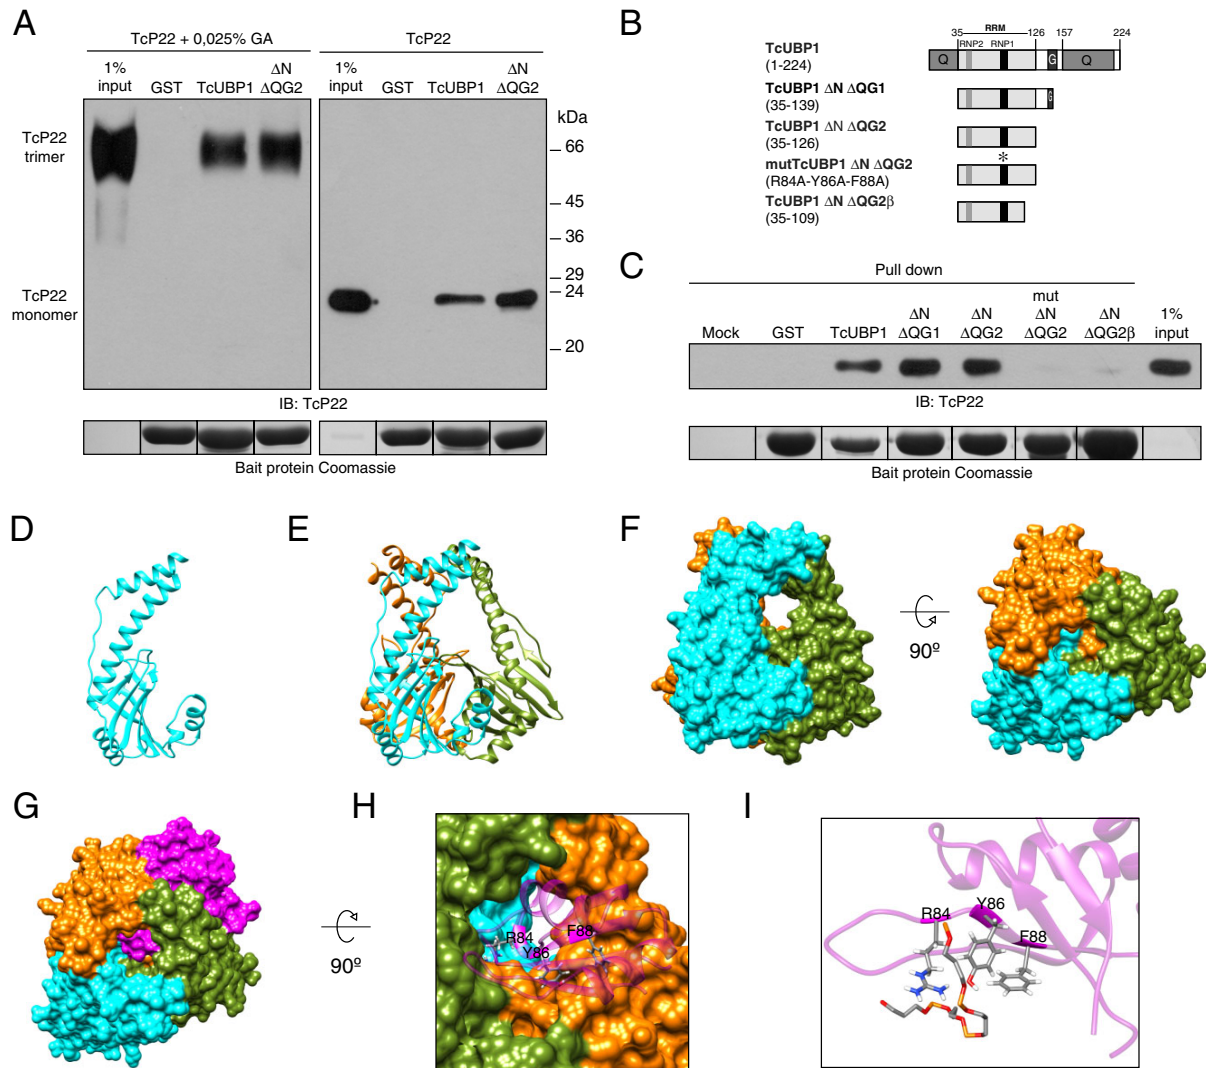 A
TcP22 + 0,025% GA
TcP22
1%
input
GST
TcUBP1
ΔN
ΔQG2
1%
input
GST
TcUBP1
ΔN
ΔQG2
kDa
TcP22
trimer
66
45
36
29
24
20
TcP22
monomer
IB: TcP22
Bait protein Coomassie
B
35
RRM
126
157
224
RNP2
RNP1
TcUBP1
(1-224)
Q
G
Q
TcUBP1 ΔN ΔQG1
(35-139)
G
TcUBP1 ΔN ΔQG2
(35-126)
mutTcUBP1 ΔN ΔQG2
(R84A-Y86A-F88A)
*
TcUBP1 ΔN ΔQG2β
(35-109)
C
Pull down
Mock
GST
TcUBP1
ΔN
ΔQG1
ΔN
ΔQG2
mut
ΔN
ΔQG2
ΔN
ΔQG2β
1%
input
IB: TcP22
Bait protein Coomassie
D
E
F
90º
G
90º
H
R84
Y86
F88
I
R84
Y86
F88